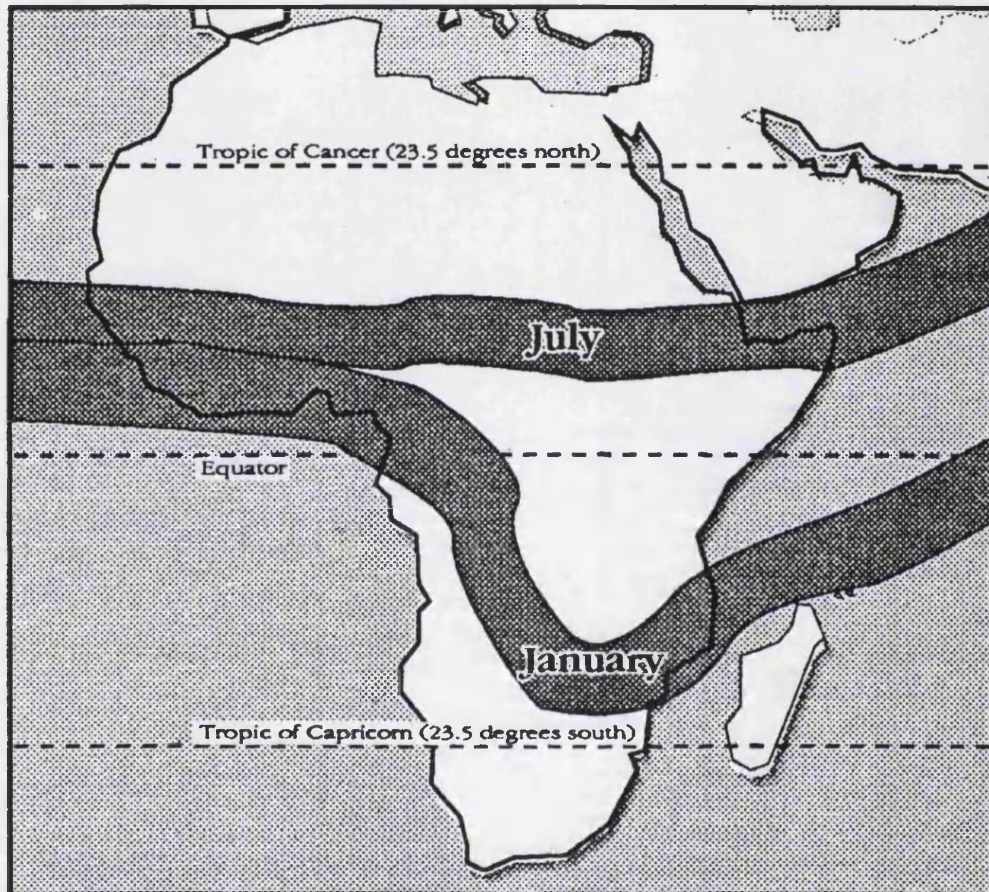 Tropic of Cancer (23.5 degrees north)
July
Equator
January
Tropic of Capricorn (23.5 degrees south)